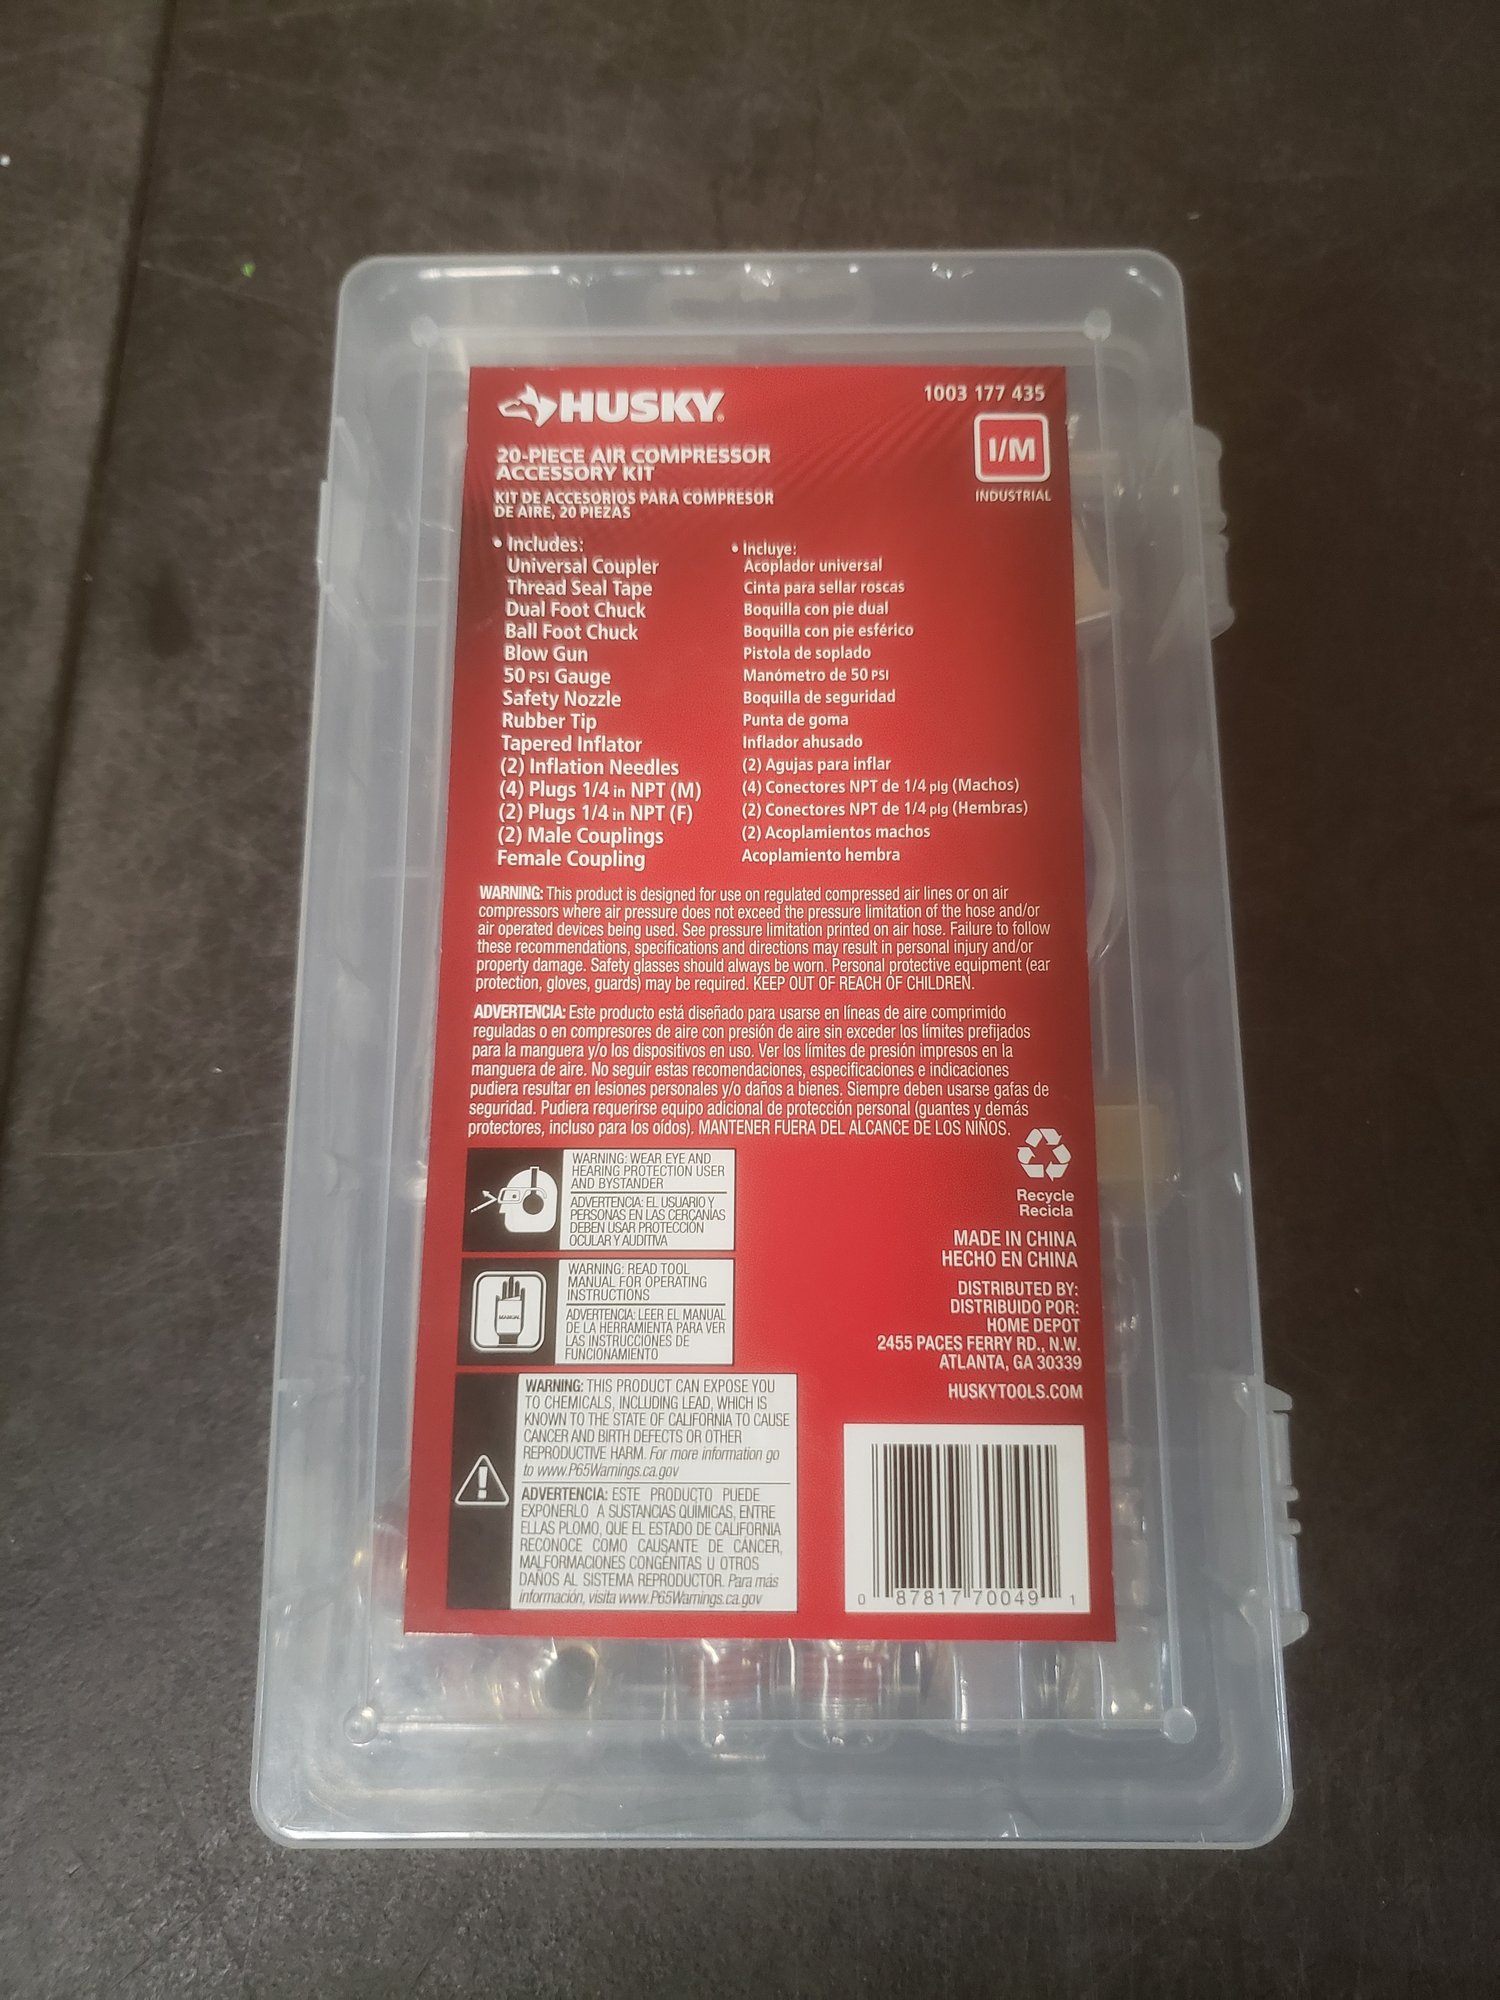 HUSKY
1003 177 435
I/M
INDUSTRIAL
20-PIECE AIR COMPRESSOR
ACCESSORY KIT
KIT DE ACCESORIOS PARA COMPRESOR
DE AIRE, 20 PIEZAS
• Includes:
Universal Coupler
Thread Seal Tape
Dual Foot Chuck
Ball Foot Chuck
Blow Gun
50 PSI Gauge
Safety Nozzle
Rubber Tip
Tapered Inflator
(2) Inflation Needles
(4) Plugs 1/4 in NPT (M)
(2) Plugs 1/4 in NPT (F)
(2) Male Couplings
Female Coupling
• Incluye:
Acoplador universal
Cinta para sellar roscas
Boquilla con pie dual
Boquilla con pie esférico
Pistola de soplado
Manómetro de 50 PSI
Boquilla de seguridad
Punta de goma
Inflador ahusado
(2) Agujas para inflar
(4) Conectores NPT de 1/4 plg (Machos)
(2) Conectores NPT de 1/4 plg (Hembras)
(2) Acoplamientos machos
Acoplamiento hembra
WARNING: This product is designed for use on regulated compressed air lines or on air
compressors where air pressure does not exceed the pressure limitation of the hose and/or
air operated devices being used. See pressure limitation printed on air hose. Failure to follow
these recommendations, specifications and directions may result in personal injury and/or
property damage. Safety glasses should always be worn. Personal protective equipment (ear
protection, gloves, guards) may be required. KEEP OUT OF REACH OF CHILDREN.
ADVERTENCIA: Este producto está diseñado para usarse en líneas de aire comprimido
reguladas o en compresores de aire con presión de aire sin exceder los límites prefijados
para la manguera y/o los dispositivos en uso. Ver los límites de presión impresos en la
manguera de aire. No seguir estas recomendaciones, especificaciones e indicaciones
pudiera resultar en lesiones personales y/o daños a bienes. Siempre deben usarse gafas de
seguridad. Pudiera requerirse equipo adicional de protección personal (guantes y demás
protectores, incluso para los oídos). MANTENER FUERA DEL ALCANCE DE LOS NIÑOS.
WARNING: WEAR EYE AND
HEARING PROTECTION USER
AND BYSTANDER
ADVERTENCIA: EL USUARIO Y
PERSONAS EN LAS CERCANÍAS
DEBEN USAR PROTECCIÓN
OCULAR Y AUDITIVA
MANUAL
WARNING: READ TOOL
MANUAL FOR OPERATING
INSTRUCTIONS
ADVERTENCIA: LEER EL MANUAL
DE LA HERRAMIENTA PARA VER
LAS INSTRUCCIONES DE
FUNCIONAMIENTO
WARNING: THIS PRODUCT CAN EXPOSE YOU
TO CHEMICALS, INCLUDING LEAD, WHICH IS
KNOWN TO THE STATE OF CALIFORNIA TO CAUSE
CANCER AND BIRTH DEFECTS OR OTHER
REPRODUCTIVE HARM. For more information go
to www.P65Warnings.ca.gov
ADVERTENCIA: ESTE PRODUCTO PUEDE
EXPONERLO A SUSTANCIAS QUÍMICAS, ENTRE
ELLAS PLOMO, QUE EL ESTADO DE CALIFORNIA
RECONOCE COMO CAUSANTE DE CÁNCER,
MALFORMACIONES CONGÉNITAS U OTROS
DAÑOS AL SISTEMA REPRODUCTOR. Para más
información, visita www.P65Warnings.ca.gov
Recycle
Recicla
MADE IN CHINA
HECHO EN CHINA
DISTRIBUTED BY:
DISTRIBUIDO POR:
HOME DEPOT
2455 PACES FERRY RD., N.W.
ATLANTA, GA 30339
HUSKYTOOLS.COM
0 87817 70049 1